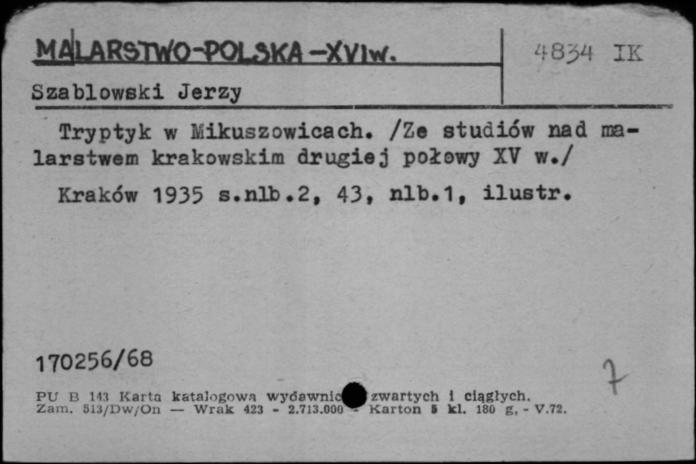 MALARSTWO-POLSKA-XVIw. 4834 IK
Szablowski Jerzy
Tryptyk w Mikuszowicach. /Ze studiów nad ma-
larstwem krakowskim drugiej połowy XV w./
Kraków 1935 s.nlb.2, 43, nlb.1, ilustr.
170256/68
7
PU B 143 Karta katalogowa wydawnic zwartych i ciągłych.
Zam. 513/Dw/On — Wrak 423 - 2.713.000 - Karton 5 kl. 180 g. - V.72.